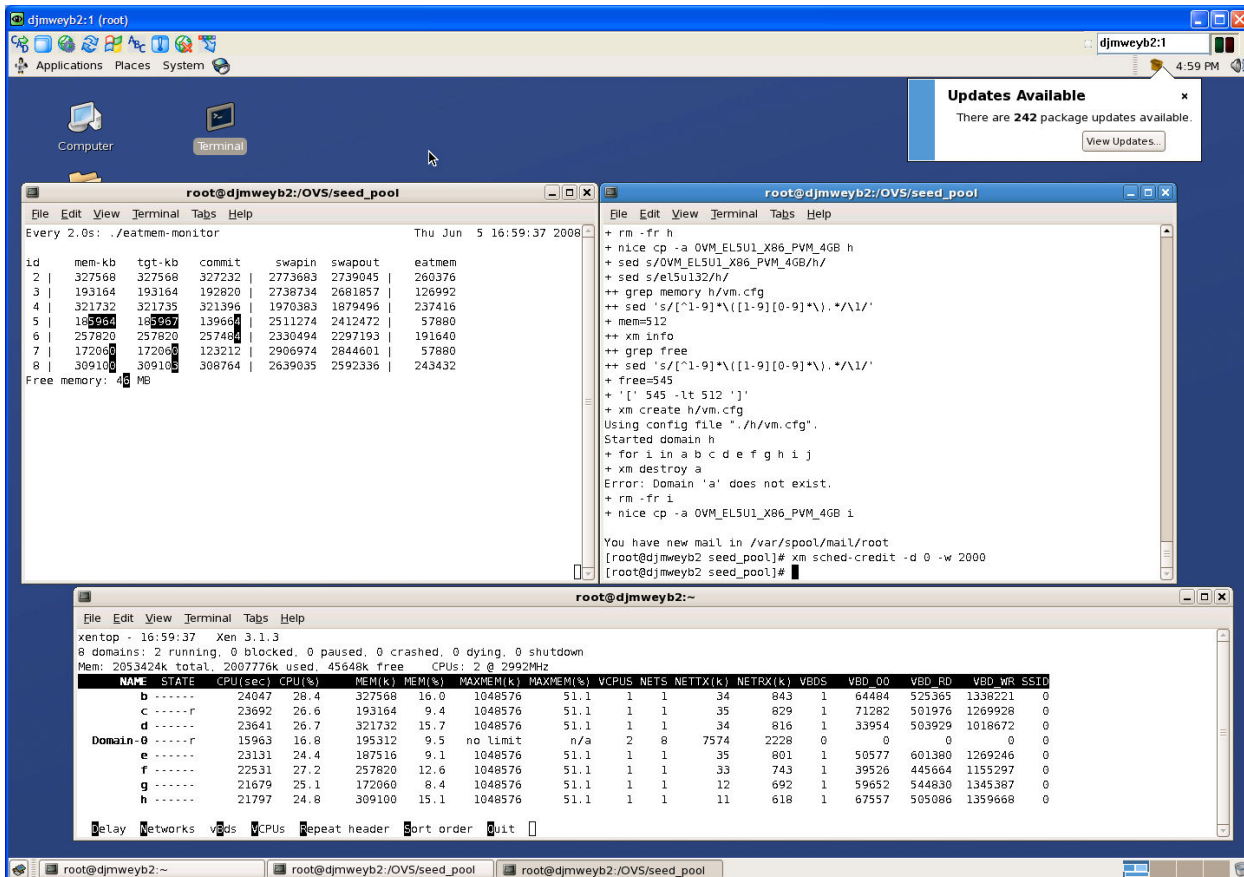 djmweyb2:1 (root)
djmweyb2:1
Applications Places System
4:59 PM
Updates Available
There are 242 package updates available.
View Updates...
Computer
Terminal
root@djmweyb2:/OVS/seed_pool
File Edit View Terminal Tabs Help
Every 2.0s: ./eatmem-monitor Thu Jun 5 16:59:37 2008
id mem-kb tgt-kb commit swapin swapout eatmem
2 | 327568 327568 327232 | 2773683 2739045 | 260376
3 | 193164 193164 192820 | 2738734 2681857 | 126992
4 | 321732 321735 321396 | 1970383 1879496 | 237416
5 | 185964 185967 139664 | 2511274 2412472 | 57880
6 | 257820 257820 257484 | 2330494 2297193 | 191640
7 | 172060 172060 123212 | 2906974 2844601 | 57880
8 | 309100 309103 308764 | 2639035 2592336 | 243432
Free memory: 46 MB
root@djmweyb2:/OVS/seed_pool
File Edit View Terminal Tabs Help
+ rm -fr h
+ nice cp -a OVM_EL5U1_X86_PVM_4GB h
+ sed s/OVM_EL5U1_X86_PVM_4GB/h/
+ sed s/el5u132/h/
++ grep memory h/vm.cfg
++ sed 's/[^1-9]*\([1-9][0-9]*\).*/\1/'
+ mem=512
++ xm info
++ grep free
++ sed 's/[^1-9]*\([1-9][0-9]*\).*/\1/'
+ free=545
+ '[' 545 -lt 512 ']'
+ xm create h/vm.cfg
Using config file "./h/vm.cfg".
Started domain h
+ for i in a b c d e f g h i j
+ xm destroy a
Error: Domain 'a' does not exist.
+ rm -fr i
+ nice cp -a OVM_EL5U1_X86_PVM_4GB i
You have new mail in /var/spool/mail/root
[root@djmweyb2 seed_pool]# xm sched-credit -d 0 -w 2000
[root@djmweyb2 seed_pool]#
root@djmweyb2:~
File Edit View Terminal Tabs Help
xentop - 16:59:37 Xen 3.1.3
8 domains: 2 running, 0 blocked, 0 paused, 0 crashed, 0 dying, 0 shutdown
Mem: 2053424k total, 2007776k used, 45648k free CPUs: 2 @ 2992MHz
NAME STATE CPU(sec) CPU(%) MEM(k) MEM(%) MAXMEM(k) MAXMEM(%) VCPUS NETS NETTX(k) NETRX(k) VBDS VBD_OO VBD_RD VBD_WR SSID
b ------ 24047 28.4 327568 16.0 1048576 51.1 1 1 34 843 1 64484 525365 1338221 0
c -----r 23692 26.6 193164 9.4 1048576 51.1 1 1 35 829 1 71282 501976 1269928 0
d ------ 23641 26.7 321732 15.7 1048576 51.1 1 1 34 816 1 33954 503929 1018672 0
Domain-0 -----r 15963 16.8 195312 9.5 no limit n/a 2 8 7574 2228 0 0 0 0 0
e ------ 23131 24.4 187516 9.1 1048576 51.1 1 1 35 801 1 50577 601380 1269246 0
f ------ 22531 27.2 257820 12.6 1048576 51.1 1 1 33 743 1 39526 445664 1155297 0
g ------ 21679 25.1 172060 8.4 1048576 51.1 1 1 12 692 1 59652 544830 1345387 0
h ------ 21797 24.8 309100 15.1 1048576 51.1 1 1 11 618 1 67557 505086 1359668 0
Delay Networks vBds VCPUs Repeat header Sort order Quit
root@djmweyb2:~
root@djmweyb2:/OVS/seed_pool
root@djmweyb2:/OVS/seed_pool